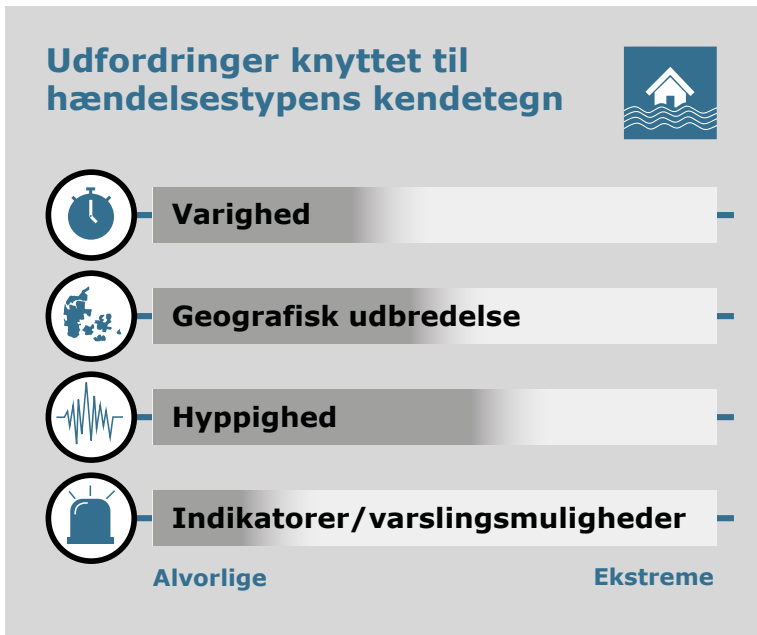 Udfordringer knyttet til
hændelsestypens kendetegn
Varighed
Geografisk udbredelse
Hyppighed
Indikatorer/varslingsmuligheder
Alvorlige
Ekstreme